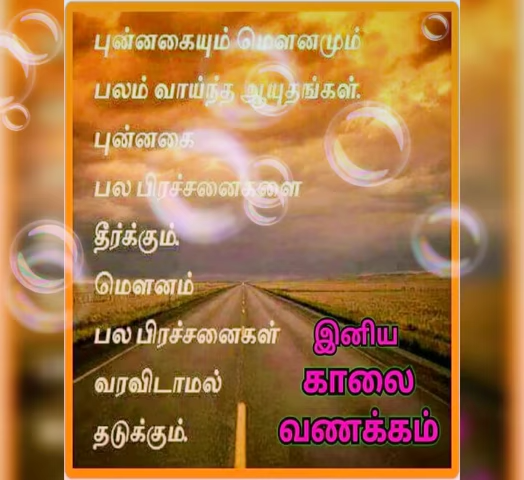 புன்னகையும் மௌனமும்
பலம் வாய்ந்த ஆயுதங்கள்.
புன்னகை
பல பிரச்சனைகளை
தீர்க்கும்.
மௌனம்
பல பிரச்சனைகள்
வரவிடாமல்
தடுக்கும்.
இனிய
காலை
வணக்கம்